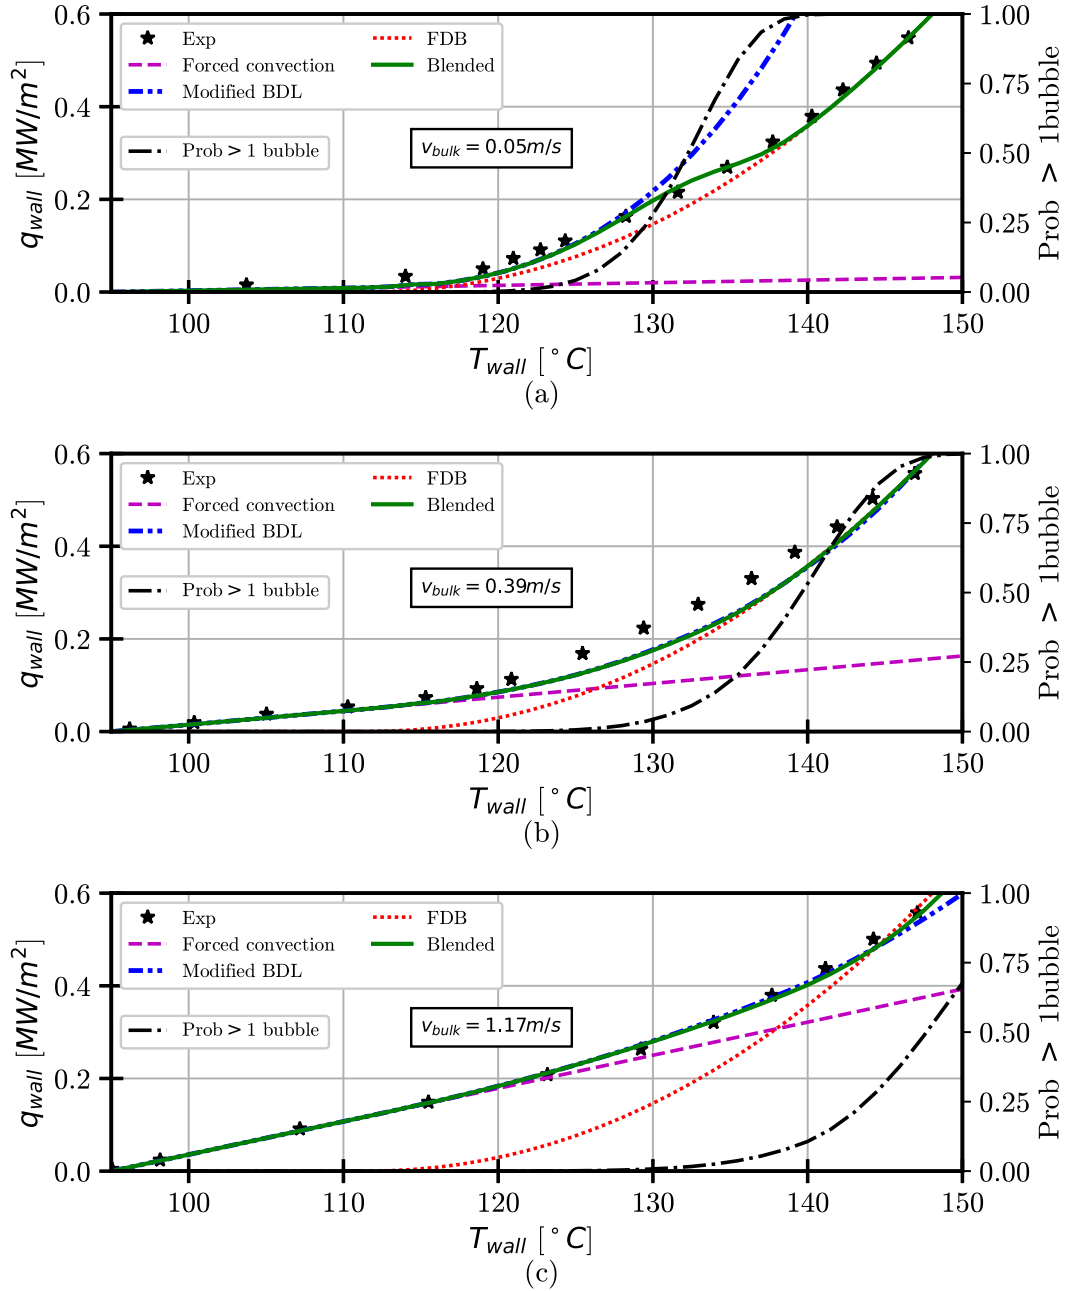 0.6
0.4
0.2
0.0
q_wall [MW/m²]
Exp
Forced convection
Modified BDL
FDB
Blended
Prob > 1 bubble
v_bulk = 0.05m/s
1.00
0.75
0.50
0.25
0.00
Prob > 1bubble
100 110 120 130 140 150
T_wall [°C]
(a)
0.6
0.4
0.2
0.0
q_wall [MW/m²]
Exp
Forced convection
Modified BDL
FDB
Blended
Prob > 1 bubble
v_bulk = 0.39m/s
1.00
0.75
0.50
0.25
0.00
Prob > 1bubble
100 110 120 130 140 150
T_wall [°C]
(b)
0.6
0.4
0.2
0.0
q_wall [MW/m²]
Exp
Forced convection
Modified BDL
FDB
Blended
Prob > 1 bubble
v_bulk = 1.17m/s
1.00
0.75
0.50
0.25
0.00
Prob > 1bubble
100 110 120 130 140 150
T_wall [°C]
(c)